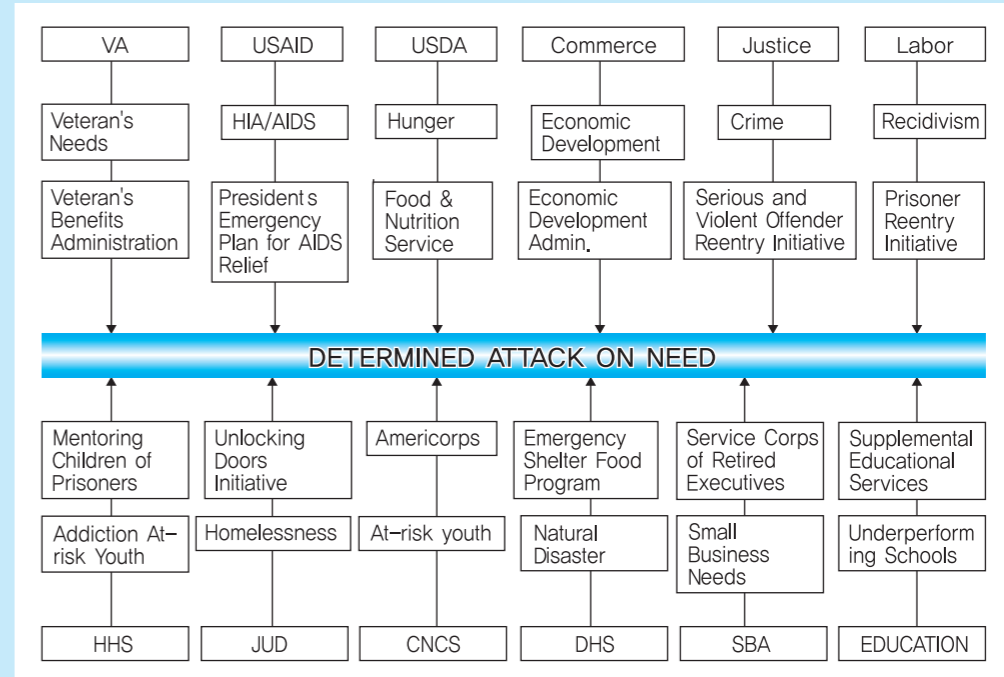 VA
USAID
USDA
Commerce
Justice
Labor
Veteran's
Needs
HIA/AIDS
Hunger
Economic
Development
Crime
Recidivism
Veteran's
Benefits
Administration
President s
Emergency
Plan for AIDS
Relief
Food &
Nutrition
Service
Economic
Development
Admin.
Serious and
Violent Offender
Reentry Initiative
Prisoner
Reentry
Initiative
DETERMINED ATTACK ON NEED
Mentoring
Children of
Prisoners
Unlocking
Doors
Initiative
Americorps
Emergency
Shelter Food
Program
Service Corps
of Retired
Executives
Supplemental
Educational
Services
Addiction At-
risk Youth
Homelessness
At-risk youth
Natural
Disaster
Small
Business
Needs
Underperform
ing Schools
HHS
JUD
CNCS
DHS
SBA
EDUCATION